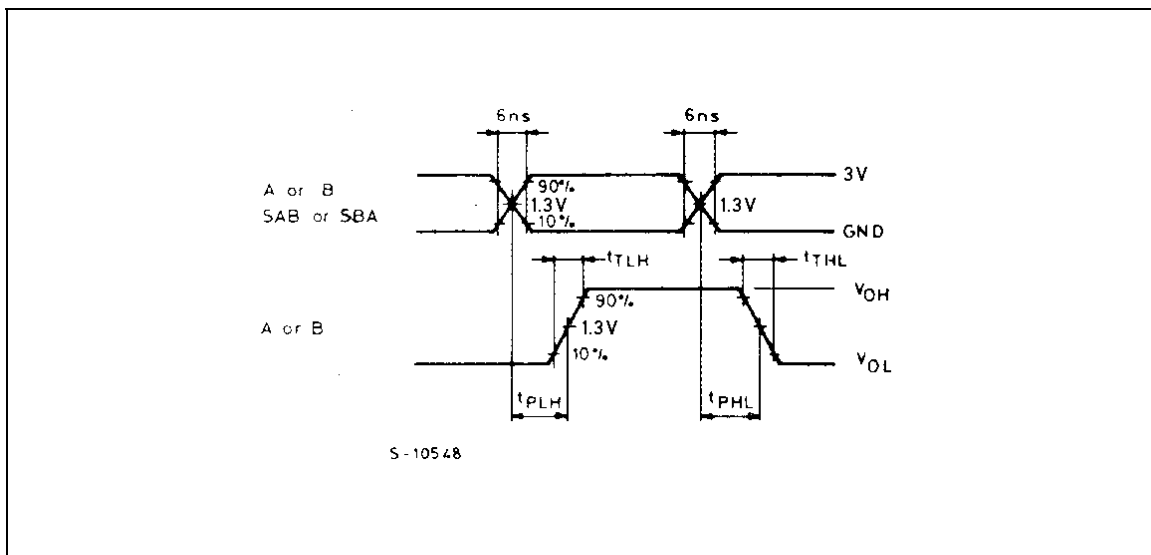 6ns 6ns
A or B
SAB or SBA
90%
1.3V
10%
1.3V
3V
GND
tTLH tTHL
A or B
90%
1.3V
10%
VOH
VOL
tPLH tPHL
S-10548